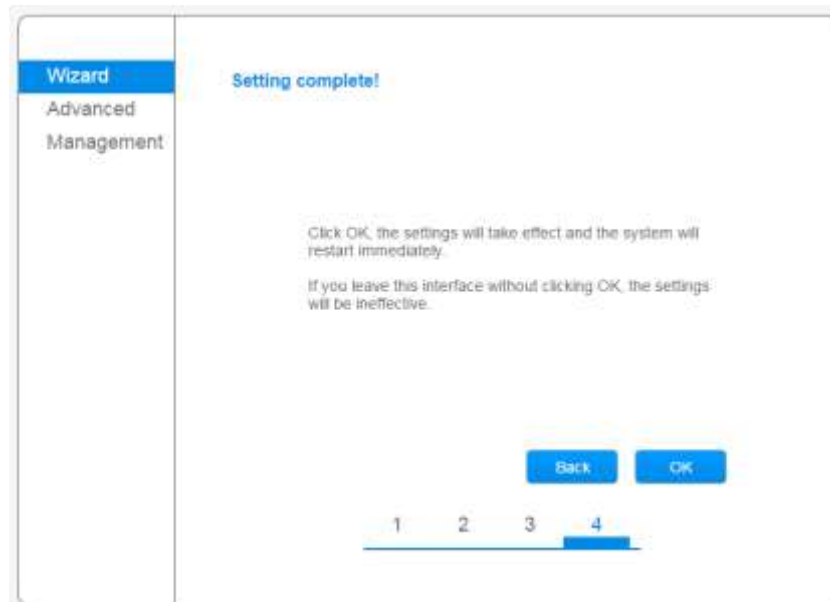 Wizard
Advanced
Management
Setting complete!
Click OK, the settings will take effect and the system will
restart immediately.
If you leave this interface without clicking OK, the settings
will be ineffective.
Back OK
1 2 3 4